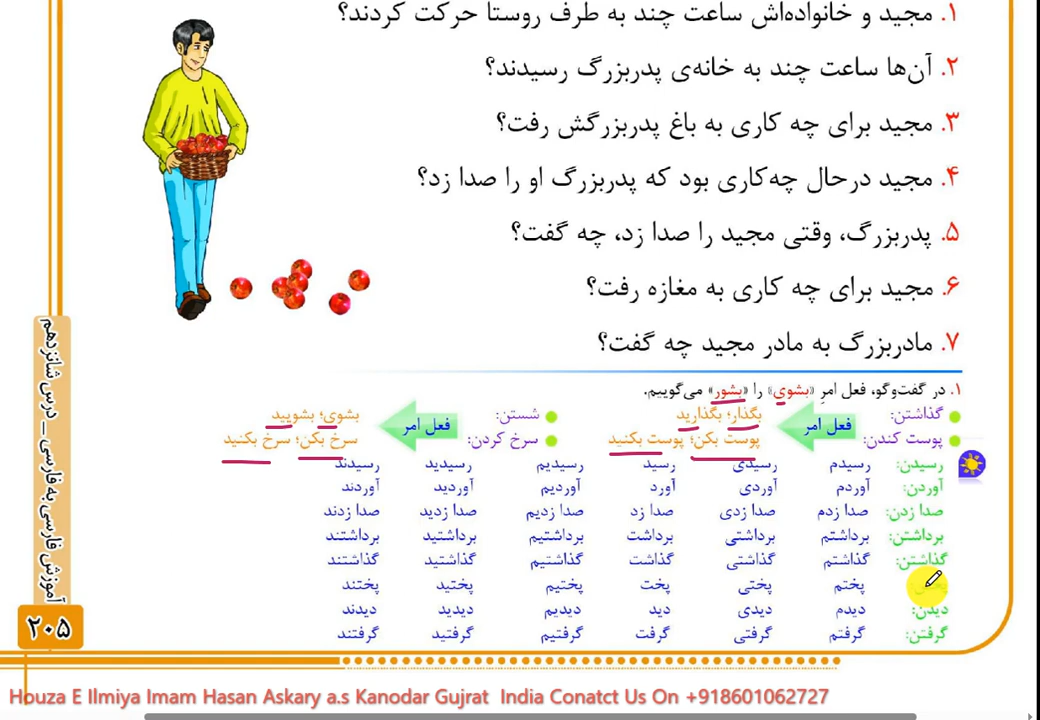 ۱. مجید و خانواده‌اش ساعت چند به طرف روستا حرکت کردند؟
۲. آن‌ها ساعت چند به خانه‌ی پدربزرگ رسیدند؟
۳. مجید برای چه کاری به باغ پدربزرگش رفت؟
۴. مجید درحال چه‌کاری بود که پدربزرگ او را صدا زد؟
۵. پدربزرگ، وقتی مجید را صدا زد، چه گفت؟
۶. مجید برای چه کاری به مغازه رفت؟
۷. مادربزرگ به مادر مجید چه گفت؟
۱. در گفت‌وگو، فعل امرِ «بشوی» را «بشور» می‌گوییم.
گذاشتن: فعل امر بگذار؛ بگذارید شستن: فعل امر بشوی؛ بشویید
پوست کندن: پوست بکن؛ پوست بکنید سرخ کردن: سرخ بکن؛ سرخ بکنید
رسیدن: رسیدم رسیدی رسید رسیدیم رسیدید رسیدند
آوردن: آوردم آوردی آورد آوردیم آوردید آوردند
صدا زدن: صدا زدم صدا زدی صدا زد صدا زدیم صدا زدید صدا زدند
برداشتن: برداشتم برداشتی برداشت برداشتیم برداشتید برداشتند
گذاشتن: گذاشتم گذاشتی گذاشت گذاشتیم گذاشتید گذاشتند
پختم پختی پخت پختیم پختید پختند
دیدن: دیدم دیدی دید دیدیم دیدید دیدند
گرفتن: گرفتم گرفتی گرفت گرفتیم گرفتید گرفتند
آموزش فارسی به فارسی ـ درس شانزدهم
۲۰۵
Houza E Ilmiya Imam Hasan Askary a.s Kanodar Gujrat India Conatct Us On +918601062727